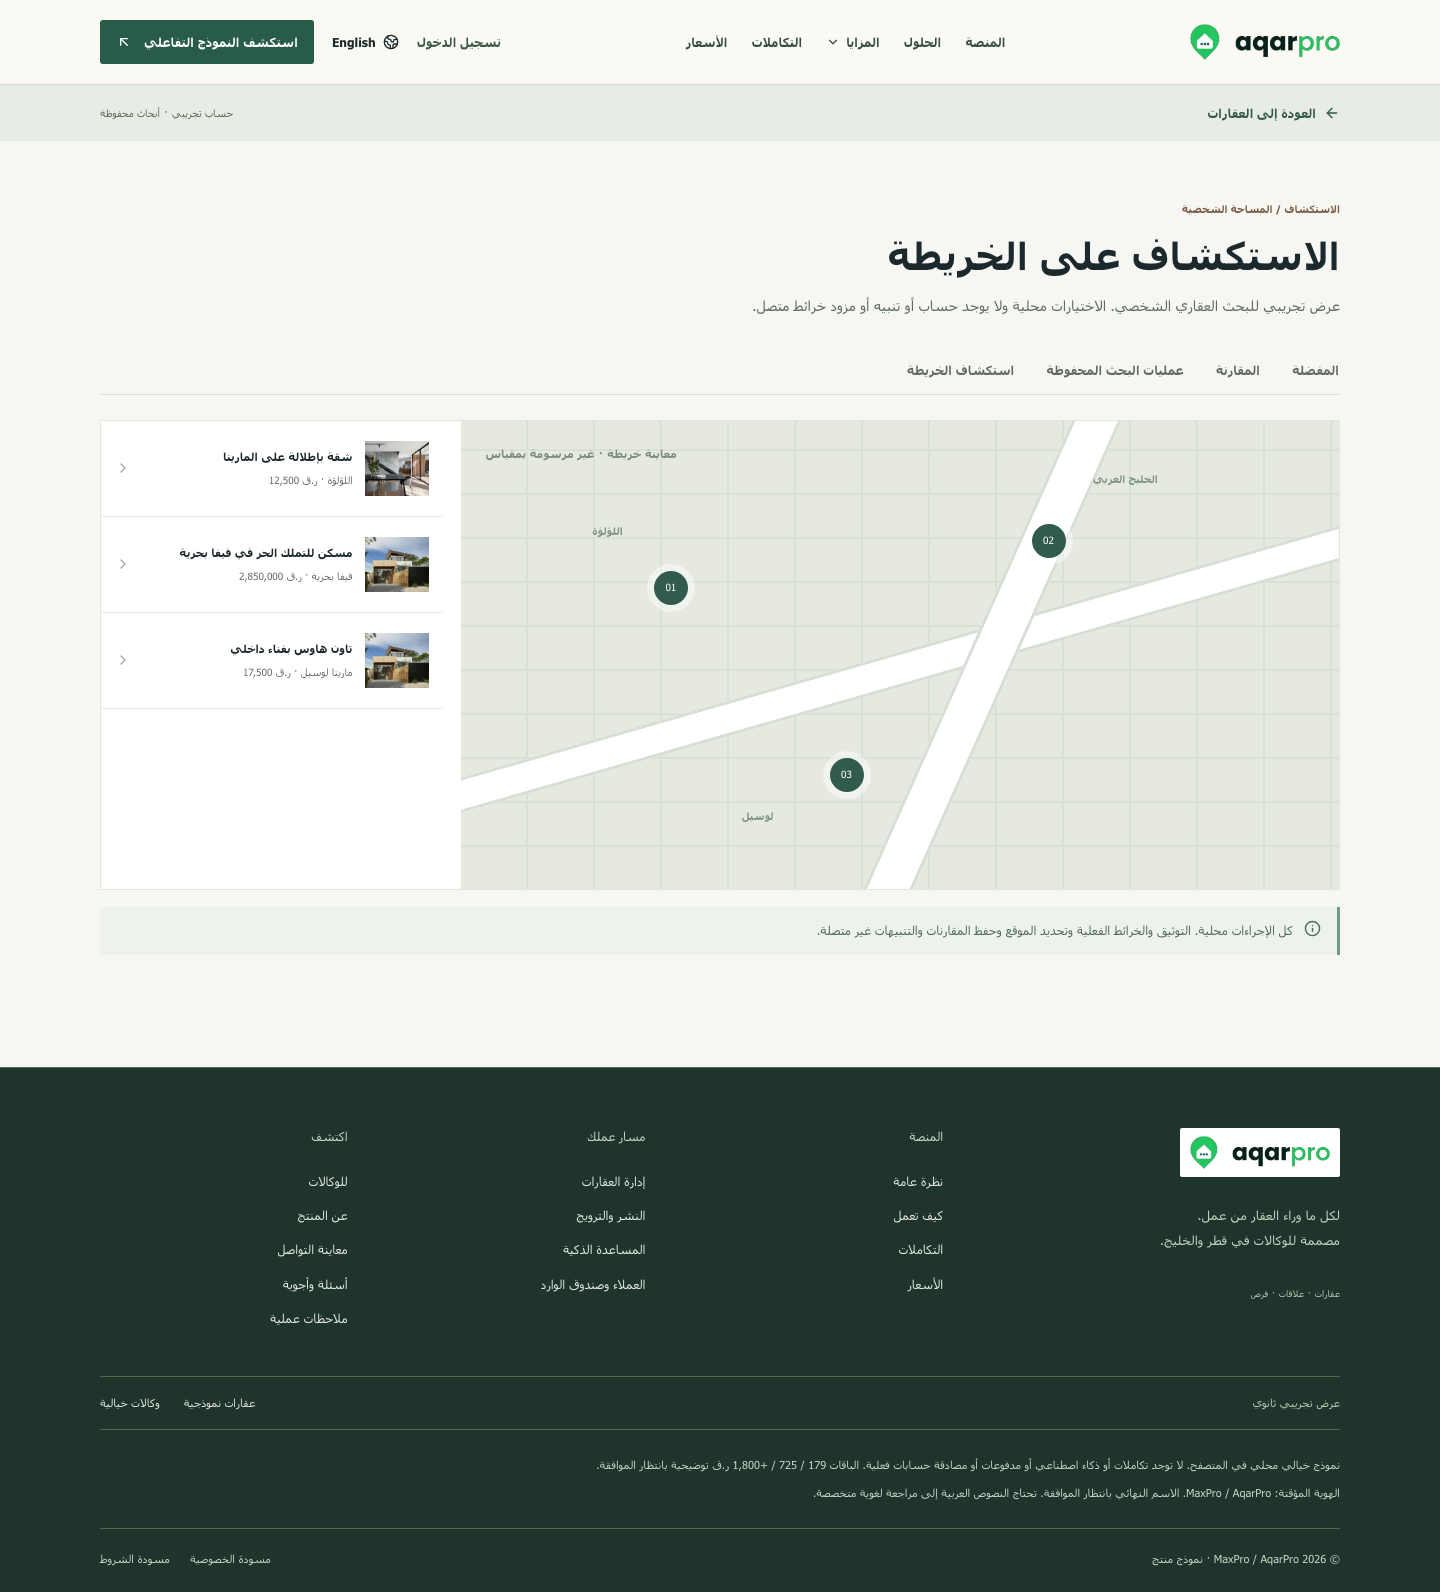 aqarpro
المنصة
الحلول
المزايا
التكاملات
الأسعار
تسجيل الدخول
English
استكشف النموذج التفاعلي
العودة إلى العقارات
حساب تجريبي · أبحاث محفوظة
الاستكشاف / المساحة الشخصية
الاستكشاف على الخريطة
عرض تجريبي للبحث العقاري الشخصي. الاختيارات محلية ولا يوجد حساب أو تنبيه أو مزود خرائط متصل.
المفضلة
المقارنة
عمليات البحث المحفوظة
استكشاف الخريطة
معاينة خريطة · غير مرسومة بمقياس
الخليج الغربي
اللؤلؤة
لوسيل
01
02
03
شقة بإطلالة على المارينا
اللؤلؤة · ر.ق 12,500
مسكن للتملك الحر في فيفا بحرية
فيفا بحرية · ر.ق 2,850,000
تاون هاوس بفناء داخلي
مارينا لوسيل · ر.ق 17,500
كل الإجراءات محلية. التوثيق والخرائط الفعلية وتحديد الموقع وحفظ المقارنات والتنبيهات غير متصلة.
aqarpro
لكل ما وراء العقار من عمل.
مصممة للوكالات في قطر والخليج.
عقارات · علاقات · فرص
المنصة
نظرة عامة
كيف تعمل
التكاملات
الأسعار
مسار عملك
إدارة العقارات
النشر والترويج
المساعدة الذكية
العملاء وصندوق الوارد
اكتشف
للوكالات
عن المنتج
معاينة التواصل
أسئلة وأجوبة
ملاحظات عملية
عرض تجريبي ثانوي
عقارات نموذجية
وكالات خيالية
نموذج خيالي محلي في المتصفح. لا توجد تكاملات أو ذكاء اصطناعي أو مدفوعات أو مصادقة حسابات فعلية. الباقات 179 / 725 / +1,800 ر.ق توضيحية بانتظار الموافقة.
الهوية المؤقتة: MaxPro / AqarPro. الاسم النهائي بانتظار الموافقة. تحتاج النصوص العربية إلى مراجعة لغوية متخصصة.
© 2026 MaxPro / AqarPro · نموذج منتج
مسودة الخصوصية
مسودة الشروط